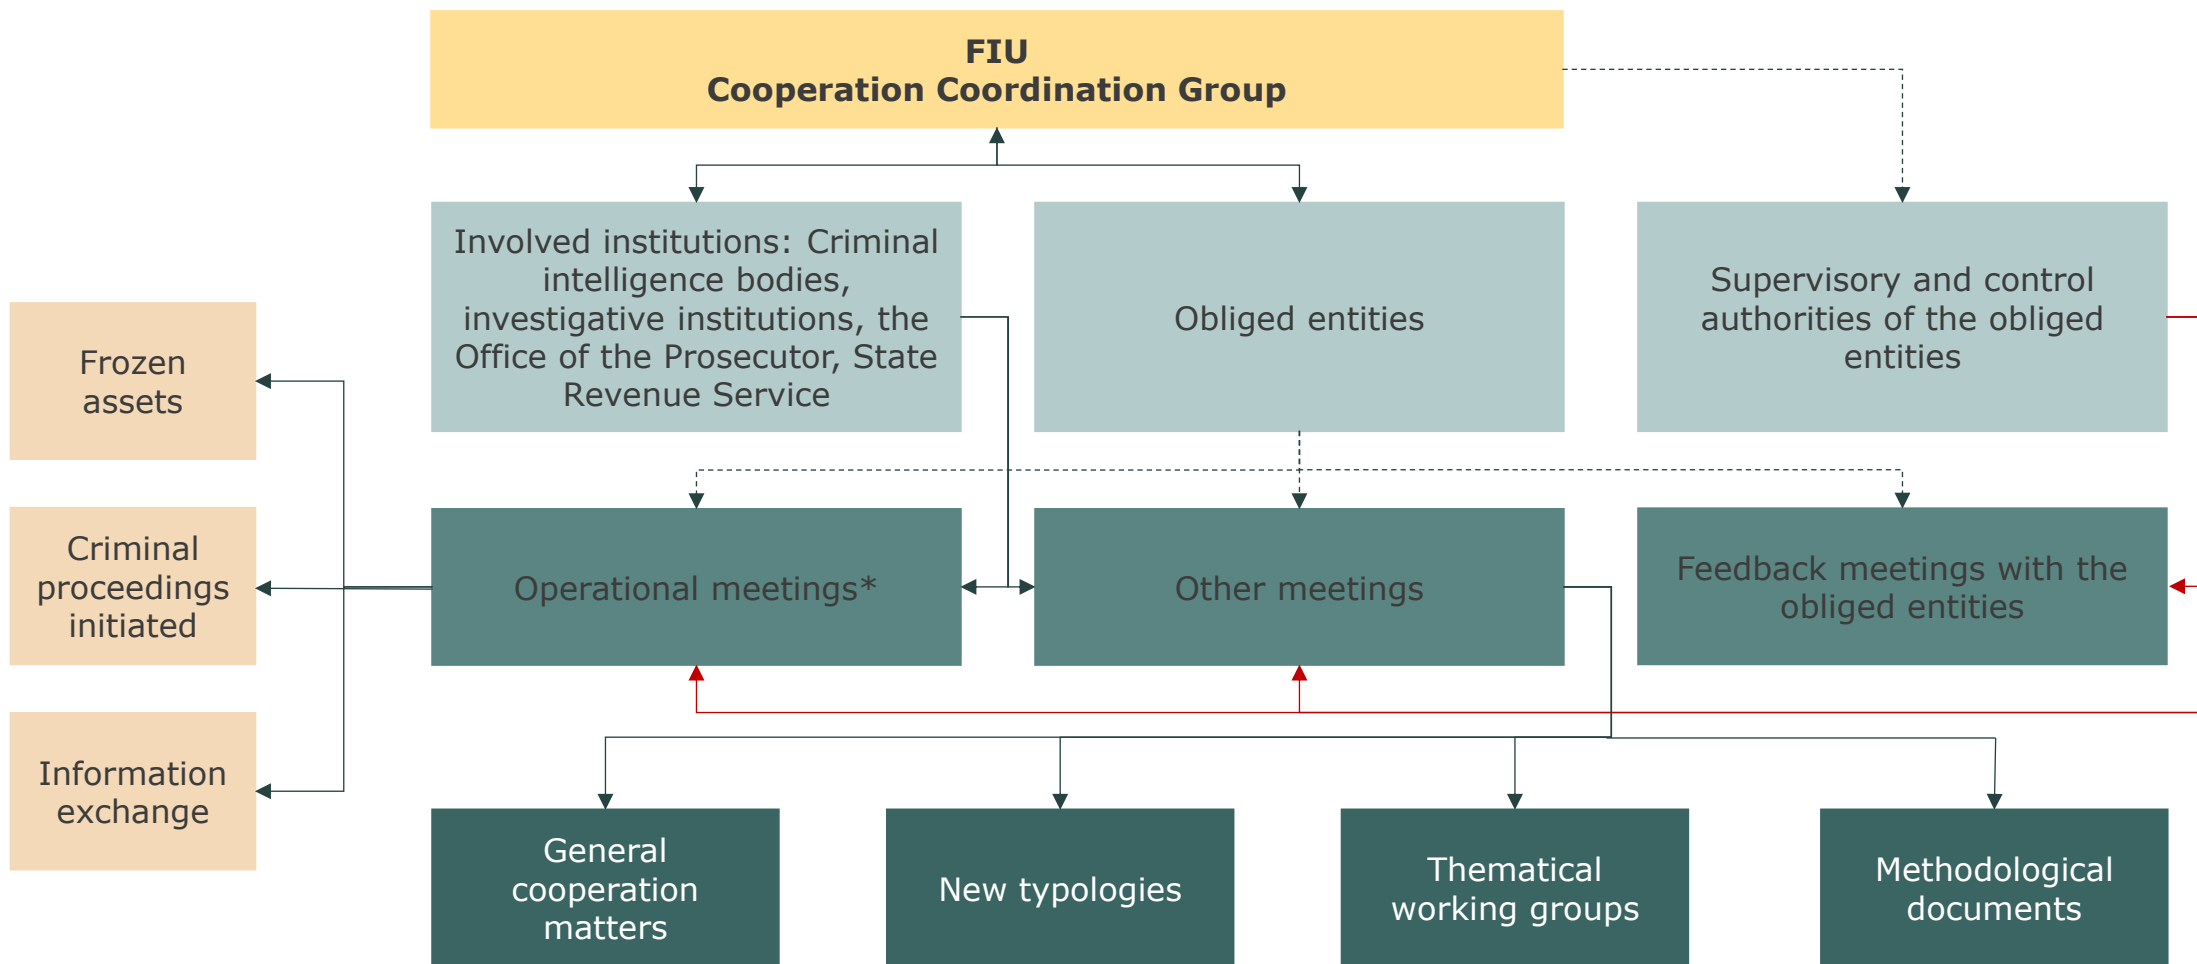 FIU
Cooperation Coordination Group
Involved institutions: Criminal
intelligence bodies,
investigative institutions, the
Office of the Prosecutor, State
Revenue Service
Obliged entities
Supervisory and control
authorities of the obliged
entities
Frozen
assets
Criminal
proceedings
initiated
Information
exchange
Operational meetings*
Other meetings
Feedback meetings with the
obliged entities
General
cooperation
matters
New typologies
Thematical
working groups
Methodological
documents